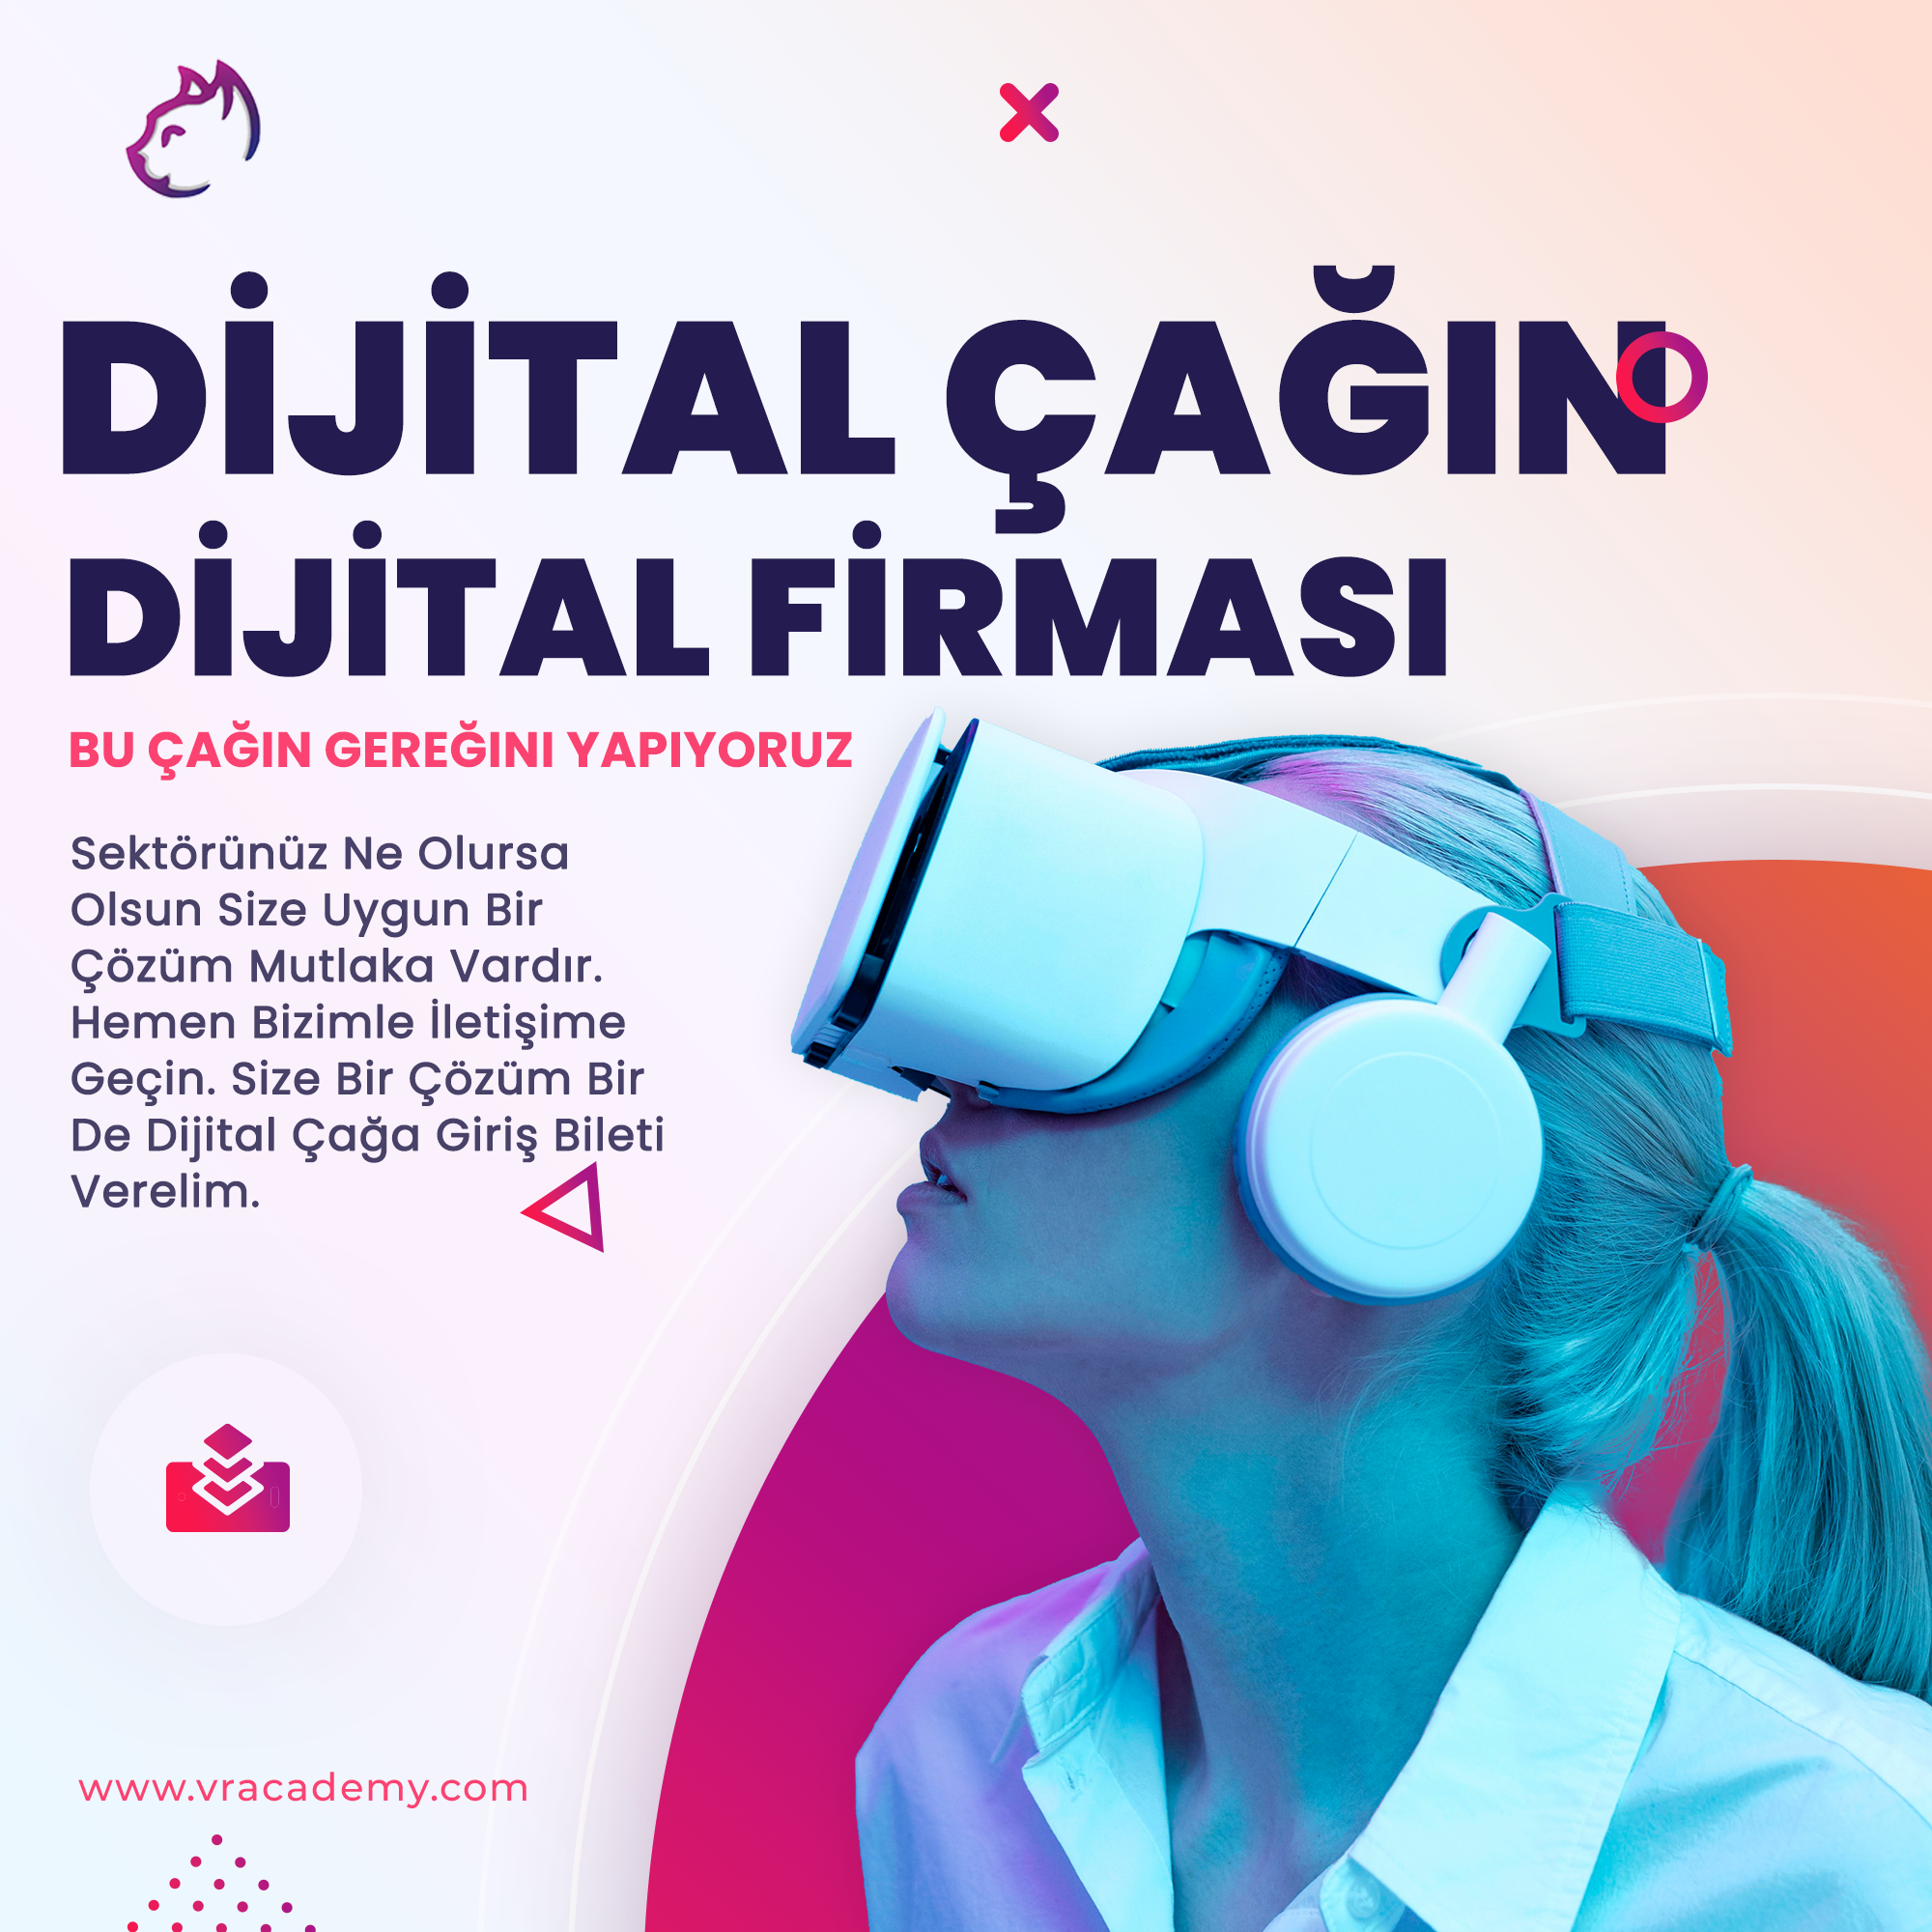 DİJİTAL ÇAĞIN
DİJİTAL FİRMASI
BU ÇAĞIN GEREĞINI YAPIYORUZ
Sektörünüz Ne Olursa
Olsun Size Uygun Bir
Çözüm Mutlaka Vardır.
Hemen Bizimle İletişime
Geçin. Size Bir Çözüm Bir
De Dijital Çağa Giriş Bileti
Verelim.
www.vracademy.com